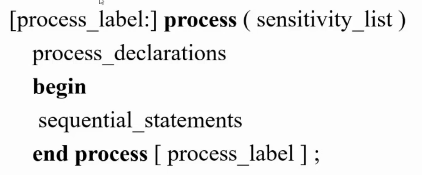 [process_label:] process ( sensitivity_list )
process_declarations
begin
sequential_statements
end process [ process_label ] ;